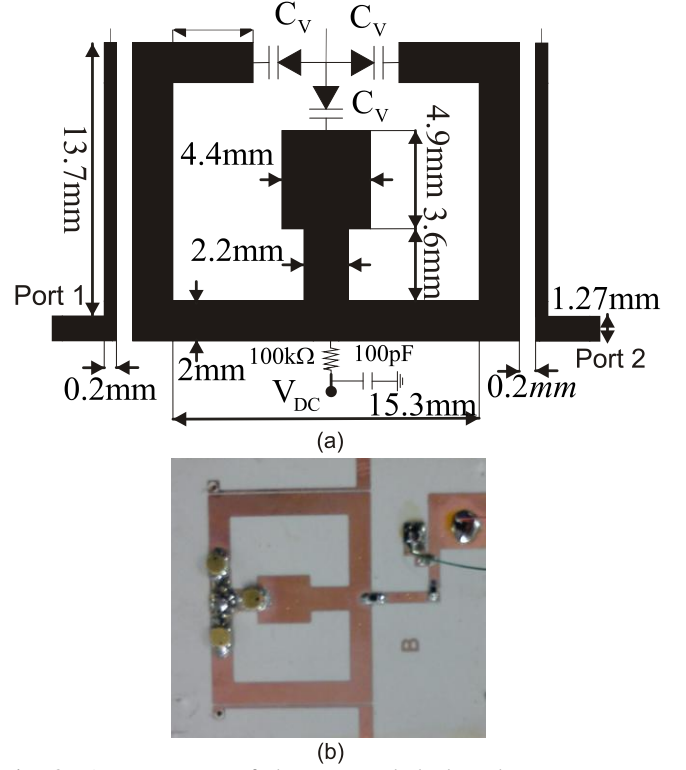 C_V C_V
C_V
13.7mm
4.4mm
4.9mm
3.6mm
2.2mm
Port 1
1.27mm
Port 2
100kΩ 100pF
0.2mm
2mm
V_DC
15.3mm
0.2mm
(a)
B
(b)